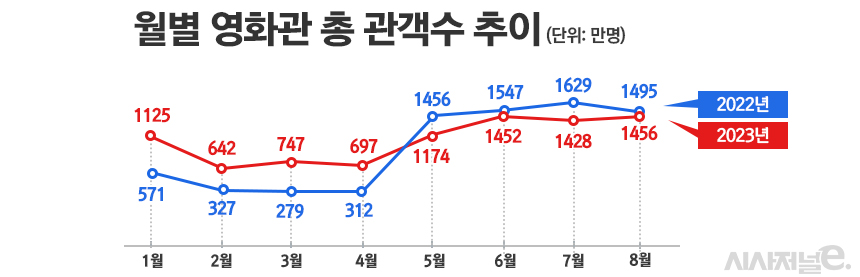 월별 영화관 총 관객수 추이 (단위: 만명)
1456 1547 1629 1495 2022년
1125 642 747 697 1174 1452 1428 1456 2023년
571 327 279 312
1월 2월 3월 4월 5월 6월 7월 8월
시사저널e.